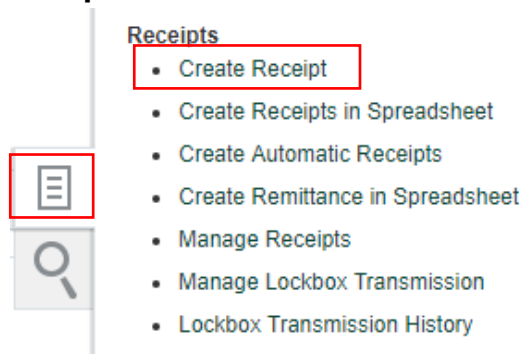 Receipts
• Create Receipt
• Create Receipts in Spreadsheet
• Create Automatic Receipts
• Create Remittance in Spreadsheet
• Manage Receipts
• Manage Lockbox Transmission
• Lockbox Transmission History